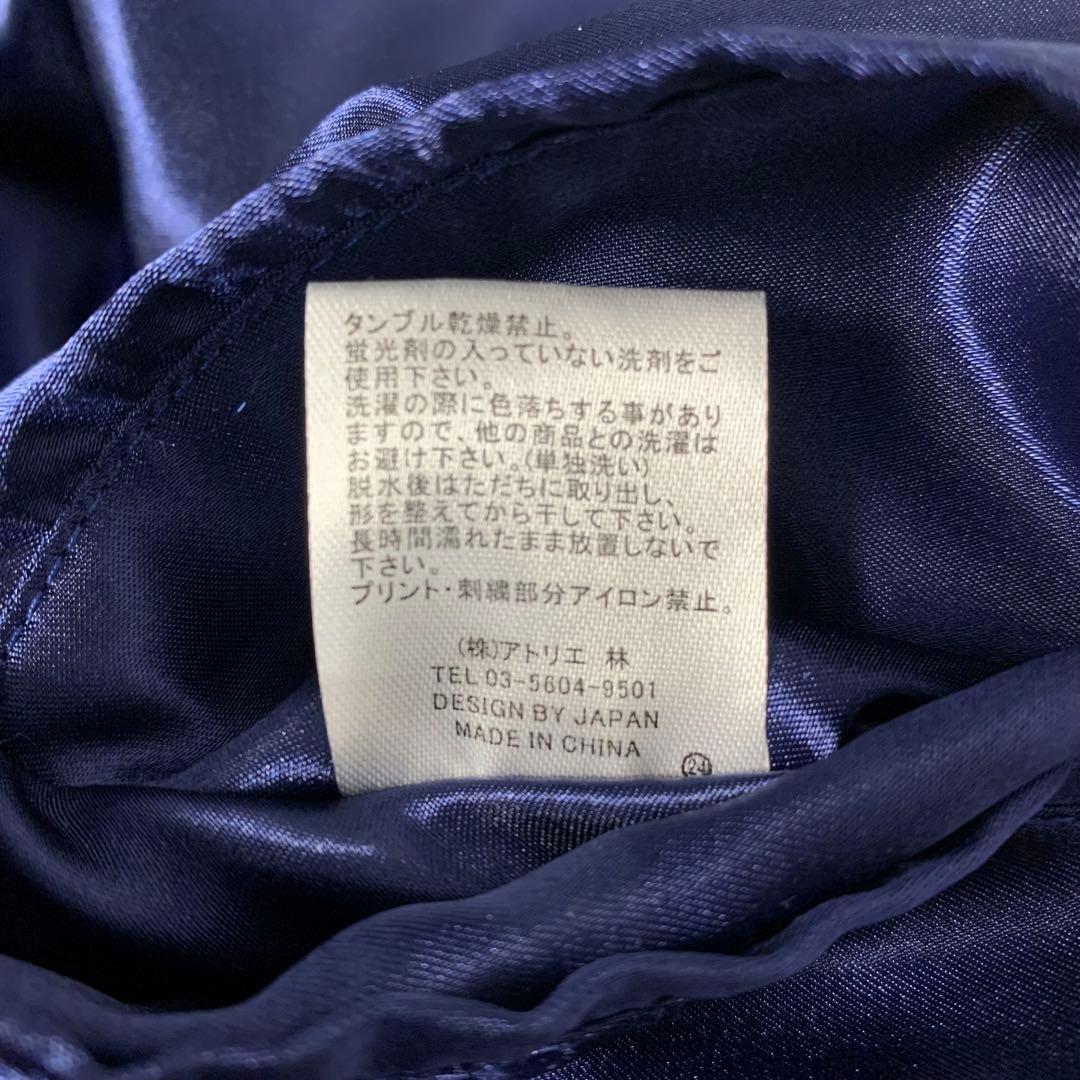 タンブル乾燥禁止。
蛍光剤の入っていない洗剤をご
使用下さい。
洗濯の際に色落ちする事があり
ますので、他の商品との洗濯は
お避け下さい。(単独洗い)
脱水後はただちに取り出し、
形を整えてから干して下さい。
長時間濡れたまま放置しないで
下さい。
プリント・刺繍部分アイロン禁止。
(株)アトリエ 林
TEL 03-5604-9501
DESIGN BY JAPAN
MADE IN CHINA
24